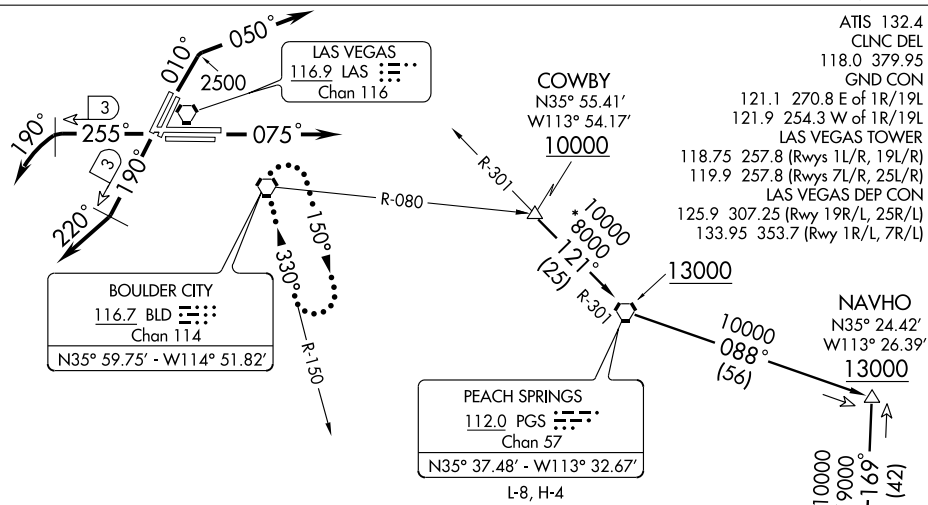 ATIS 132.4
CLNC DEL
118.0 379.95
GND CON
121.1 270.8 E of 1R/19L
121.9 254.3 W of 1R/19L
LAS VEGAS TOWER
118.75 257.8 (Rwys 1L/R, 19L/R)
119.9 257.8 (Rwys 7L/R, 25L/R)
LAS VEGAS DEP CON
125.9 307.25 (Rwy 19R/L, 25R/L)
133.95 353.7 (Rwy 1R/L, 7R/L)
010°
050°
2500
LAS VEGAS
116.9 LAS
Chan 116
3
190°
255°
075°
3
190°
220°
COWBY
N35° 55.41'
W113° 54.17'
10000
R-301
R-080
150°
330°
R-150
BOULDER CITY
116.7 BLD
Chan 114
N35° 59.75' - W114° 51.82'
10000
*8000
121°
(25)
R-301
13000
PEACH SPRINGS
112.0 PGS
Chan 57
N35° 37.48' - W113° 32.67'
L-8, H-4
10000
088°
(56)
NAVHO
N35° 24.42'
W113° 26.39'
13000
10000
9000
169°
(42)